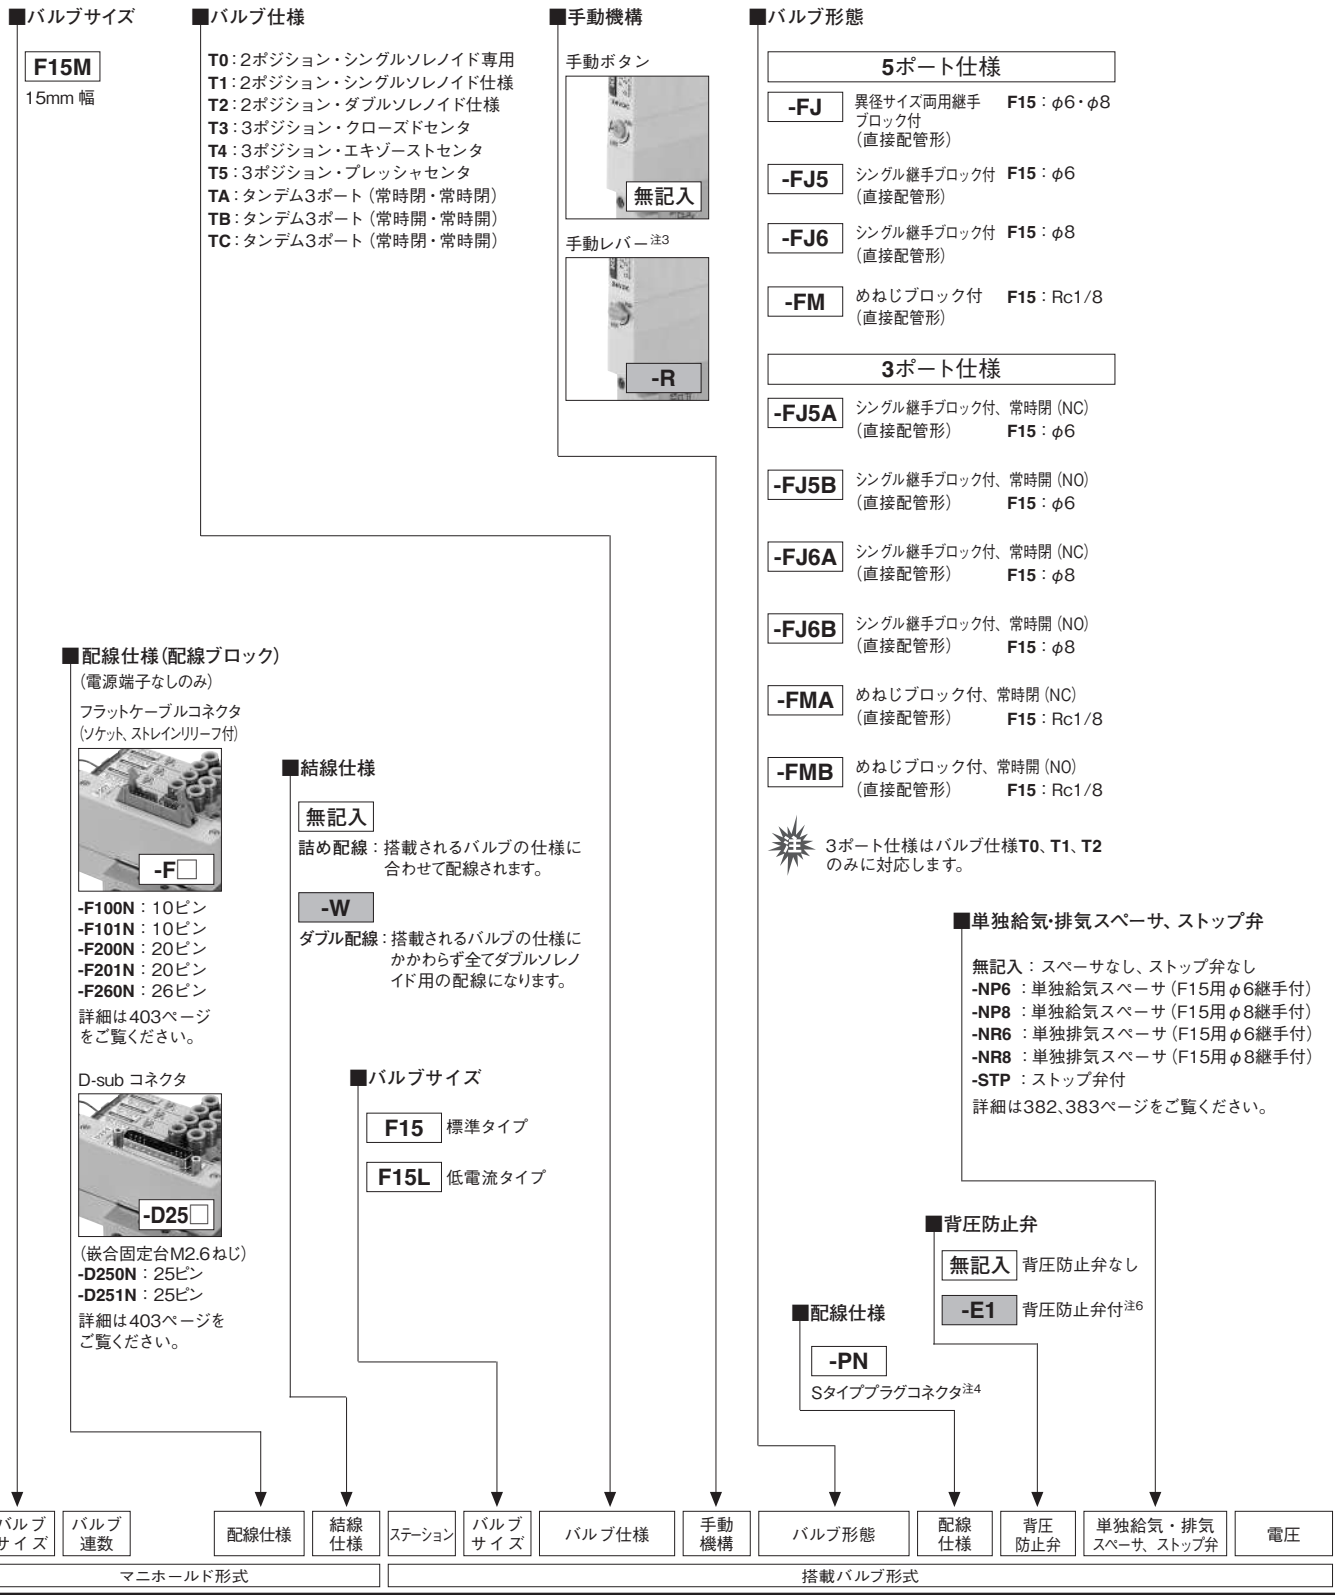 ■バルブサイズ
F15M
15mm 幅
■バルブ仕様
T0：2ポジション・シングルソレノイド専用
T1：2ポジション・シングルソレノイド仕様
T2：2ポジション・ダブルソレノイド仕様
T3：3ポジション・クローズドセンタ
T4：3ポジション・エキゾーストセンタ
T5：3ポジション・プレッシャセンタ
TA：タンデム3ポート（常時閉・常時閉）
TB：タンデム3ポート（常時開・常時開）
TC：タンデム3ポート（常時閉・常時開）
■手動機構
手動ボタン
無記入
手動レバー注3
-R
■バルブ形態
5ポート仕様
-FJ 異径サイズ両用継手 F15：φ6・φ8
ブロック付
（直接配管形）
-FJ5 シングル継手ブロック付 F15：φ6
（直接配管形）
-FJ6 シングル継手ブロック付 F15：φ8
（直接配管形）
-FM めねじブロック付 F15：Rc1/8
（直接配管形）
3ポート仕様
-FJ5A シングル継手ブロック付、常時閉（NC）
（直接配管形） F15：φ6
-FJ5B シングル継手ブロック付、常時開（NO）
（直接配管形） F15：φ6
-FJ6A シングル継手ブロック付、常時閉（NC）
（直接配管形） F15：φ8
-FJ6B シングル継手ブロック付、常時開（NO）
（直接配管形） F15：φ8
-FMA めねじブロック付、常時閉（NC）
（直接配管形） F15：Rc1/8
-FMB めねじブロック付、常時開（NO）
（直接配管形） F15：Rc1/8
注 3ポート仕様はバルブ仕様T0、T1、T2
のみに対応します。
■配線仕様（配線ブロック）
（電源端子なしのみ）
フラットケーブルコネクタ
（ソケット、ストレインリリーフ付）
-F□
-F100N：10ピン
-F101N：10ピン
-F200N：20ピン
-F201N：20ピン
-F260N：26ピン
詳細は403ページ
をご覧ください。
D-sub コネクタ
-D25□
（嵌合固定台M2.6ねじ）
-D250N：25ピン
-D251N：25ピン
詳細は403ページを
ご覧ください。
■結線仕様
無記入
詰め配線：搭載されるバルブの仕様に
合わせて配線されます。
-W
ダブル配線：搭載されるバルブの仕様に
かかわらず全てダブルソレノ
イド用の配線になります。
■バルブサイズ
F15 標準タイプ
F15L 低電流タイプ
■単独給気・排気スペーサ、ストップ弁
無記入：スペーサなし、ストップ弁なし
-NP6：単独給気スペーサ（F15用φ6継手付）
-NP8：単独給気スペーサ（F15用φ8継手付）
-NR6：単独排気スペーサ（F15用φ6継手付）
-NR8：単独排気スペーサ（F15用φ8継手付）
-STP：ストップ弁付
詳細は382、383ページをご覧ください。
■背圧防止弁
無記入 背圧防止弁なし
-E1 背圧防止弁付注6
■配線仕様
-PN
Sタイププラグコネクタ注4
バルブ
サイズ
バルブ
連数
配線仕様
結線
仕様
ステーション
バルブ
サイズ
バルブ仕様
手動
機構
バルブ形態
配線
仕様
背圧
防止弁
単独給気・排気
スペーサ、ストップ弁
電圧
マニホールド形式
搭載バルブ形式